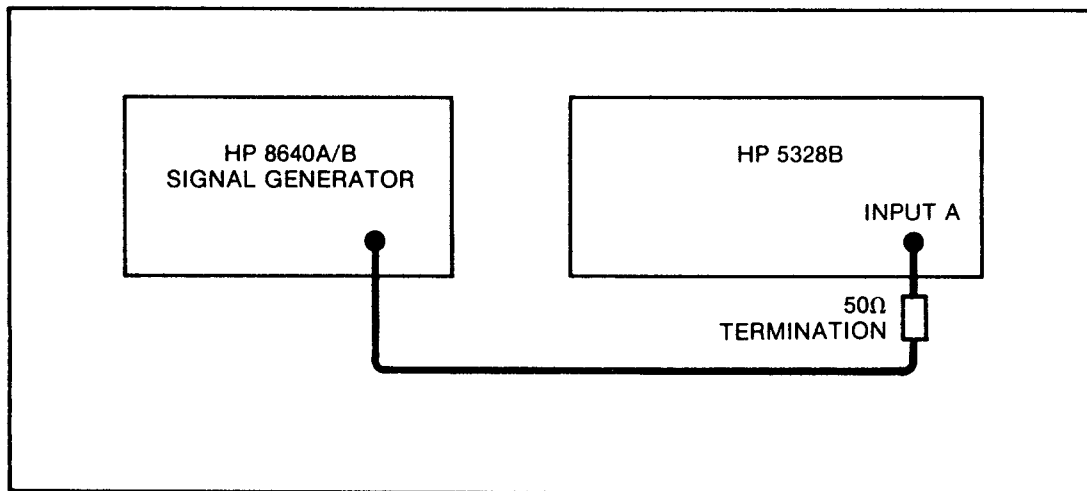 HP 8640A/B
SIGNAL GENERATOR
HP 5328B
INPUT A
50Ω
TERMINATION